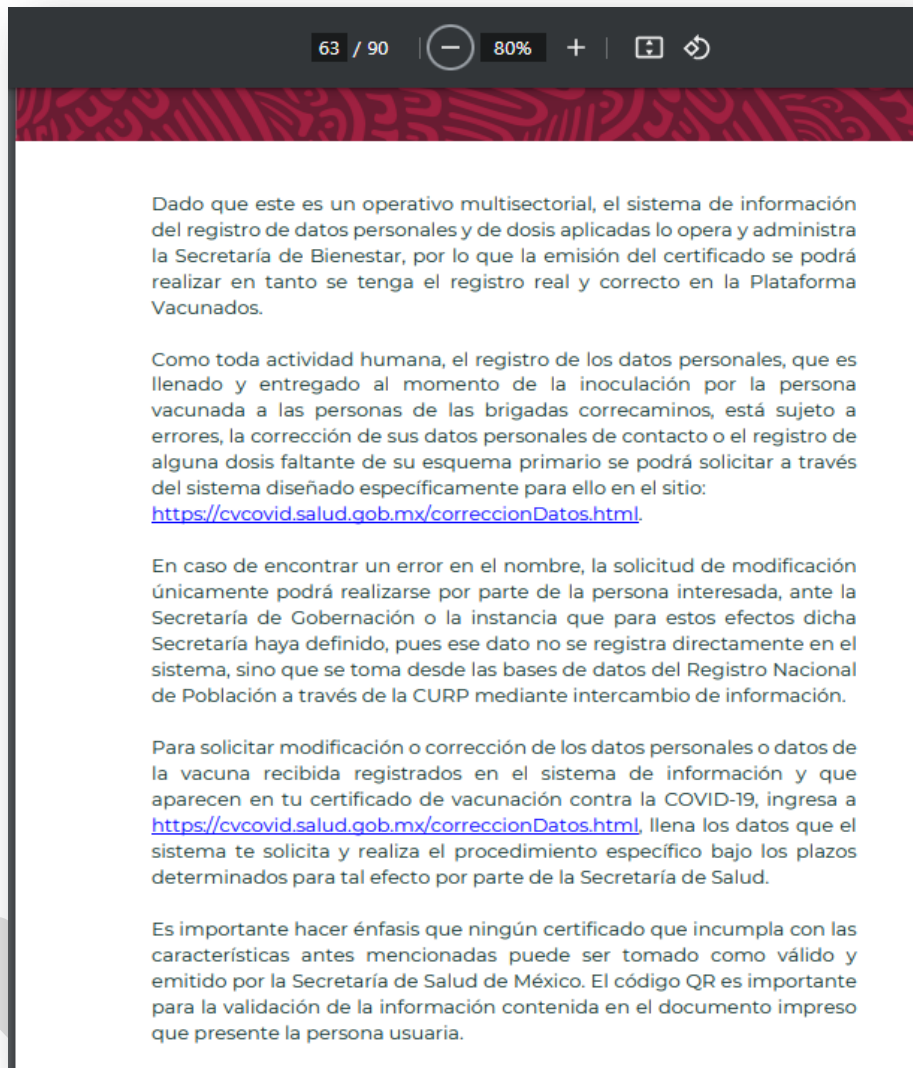 63 / 90
80%
Dado que este es un operativo multisectorial, el sistema de información
del registro de datos personales y de dosis aplicadas lo opera y administra
la Secretaría de Bienestar, por lo que la emisión del certificado se podrá
realizar en tanto se tenga el registro real y correcto en la Plataforma
Vacunados.
Como toda actividad humana, el registro de los datos personales, que es
llenado y entregado al momento de la inoculación por la persona
vacunada a las personas de las brigadas correcaminos, está sujeto a
errores, la corrección de sus datos personales de contacto o el registro de
alguna dosis faltante de su esquema primario se podrá solicitar a través
del sistema diseñado específicamente para ello en el sitio:
https://cvcovid.salud.gob.mx/correccionDatos.html.
En caso de encontrar un error en el nombre, la solicitud de modificación
únicamente podrá realizarse por parte de la persona interesada, ante la
Secretaría de Gobernación o la instancia que para estos efectos dicha
Secretaría haya definido, pues ese dato no se registra directamente en el
sistema, sino que se toma desde las bases de datos del Registro Nacional
de Población a través de la CURP mediante intercambio de información.
Para solicitar modificación o corrección de los datos personales o datos de
la vacuna recibida registrados en el sistema de información y que
aparecen en tu certificado de vacunación contra la COVID-19, ingresa a
https://cvcovid.salud.gob.mx/correccionDatos.html, llena los datos que el
sistema te solicita y realiza el procedimiento específico bajo los plazos
determinados para tal efecto por parte de la Secretaría de Salud.
Es importante hacer énfasis que ningún certificado que incumpla con las
características antes mencionadas puede ser tomado como válido y
emitido por la Secretaría de Salud de México. El código QR es importante
para la validación de la información contenida en el documento impreso
que presente la persona usuaria.